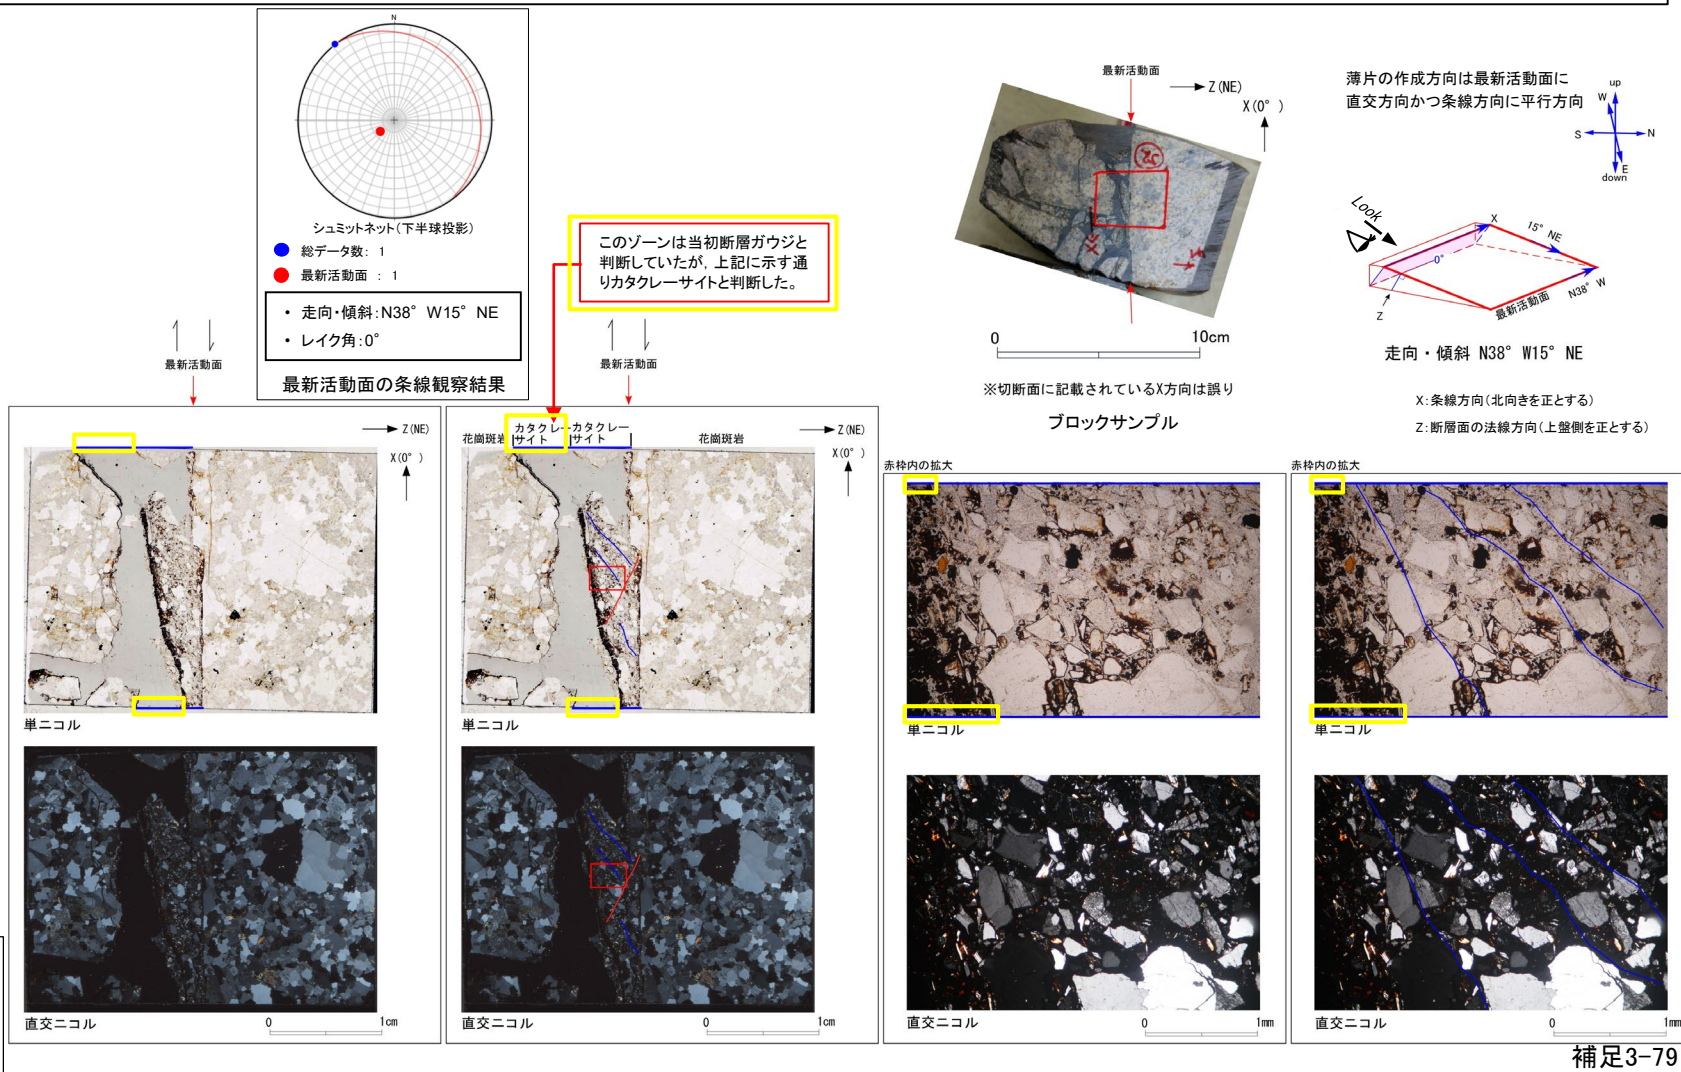 N
シュミットネット(下半球投影)
総データ数: 1
最新活動面 : 1
・ 走向・傾斜:N38° W15° NE
・ レイク角:0°
最新活動面の条線観察結果
このゾーンは当初断層ガウジと
判断していたが，上記に示す通
りカタクレーサイトと判断した。
最新活動面
Z(NE)
X(0°)
0
10cm
※切断面に記載されているX方向は誤り
ブロックサンプル
薄片の作成方向は最新活動面に
直交方向かつ条線方向に平行方向
up
W
S
N
E
down
Look
X
15° NE
0°
Z
最新活動面
N38° W
走向・傾斜 N38° W15° NE
X:条線方向(北向きを正とする)
Z:断層面の法線方向(上盤側を正とする)
最新活動面
Z(NE)
X(0°)
単ニコル
直交ニコル
0
1cm
最新活動面
花崗斑岩
カタクレー
サイト
カタクレー
サイト
花崗斑岩
Z(NE)
X(0°)
単ニコル
直交ニコル
0
1cm
赤枠内の拡大
単ニコル
直交ニコル
0
1mm
赤枠内の拡大
単ニコル
直交ニコル
0
1mm
補足3-79